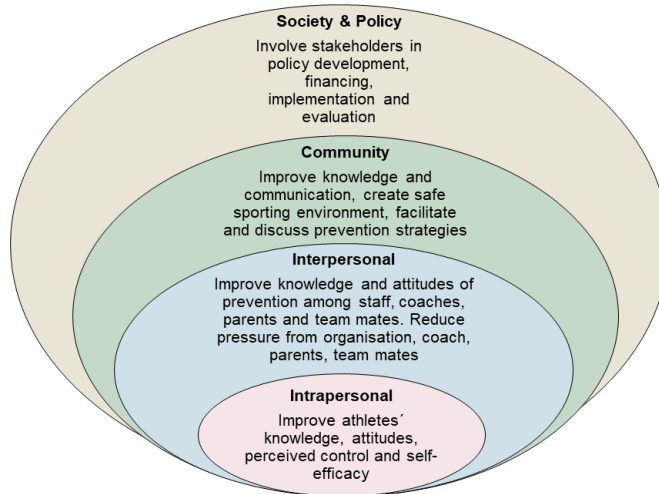 Society & Policy
Involve stakeholders in
policy development,
financing,
implementation and
evaluation
Community
Improve knowledge and
communication, create safe
sporting environment, facilitate
and discuss prevention strategies
Interpersonal
Improve knowledge and attitudes of
prevention among staff, coaches,
parents and team mates. Reduce
pressure from organisation, coach,
parents, team mates
Intrapersonal
Improve athletes´
knowledge, attitudes,
perceived control and self-
efficacy